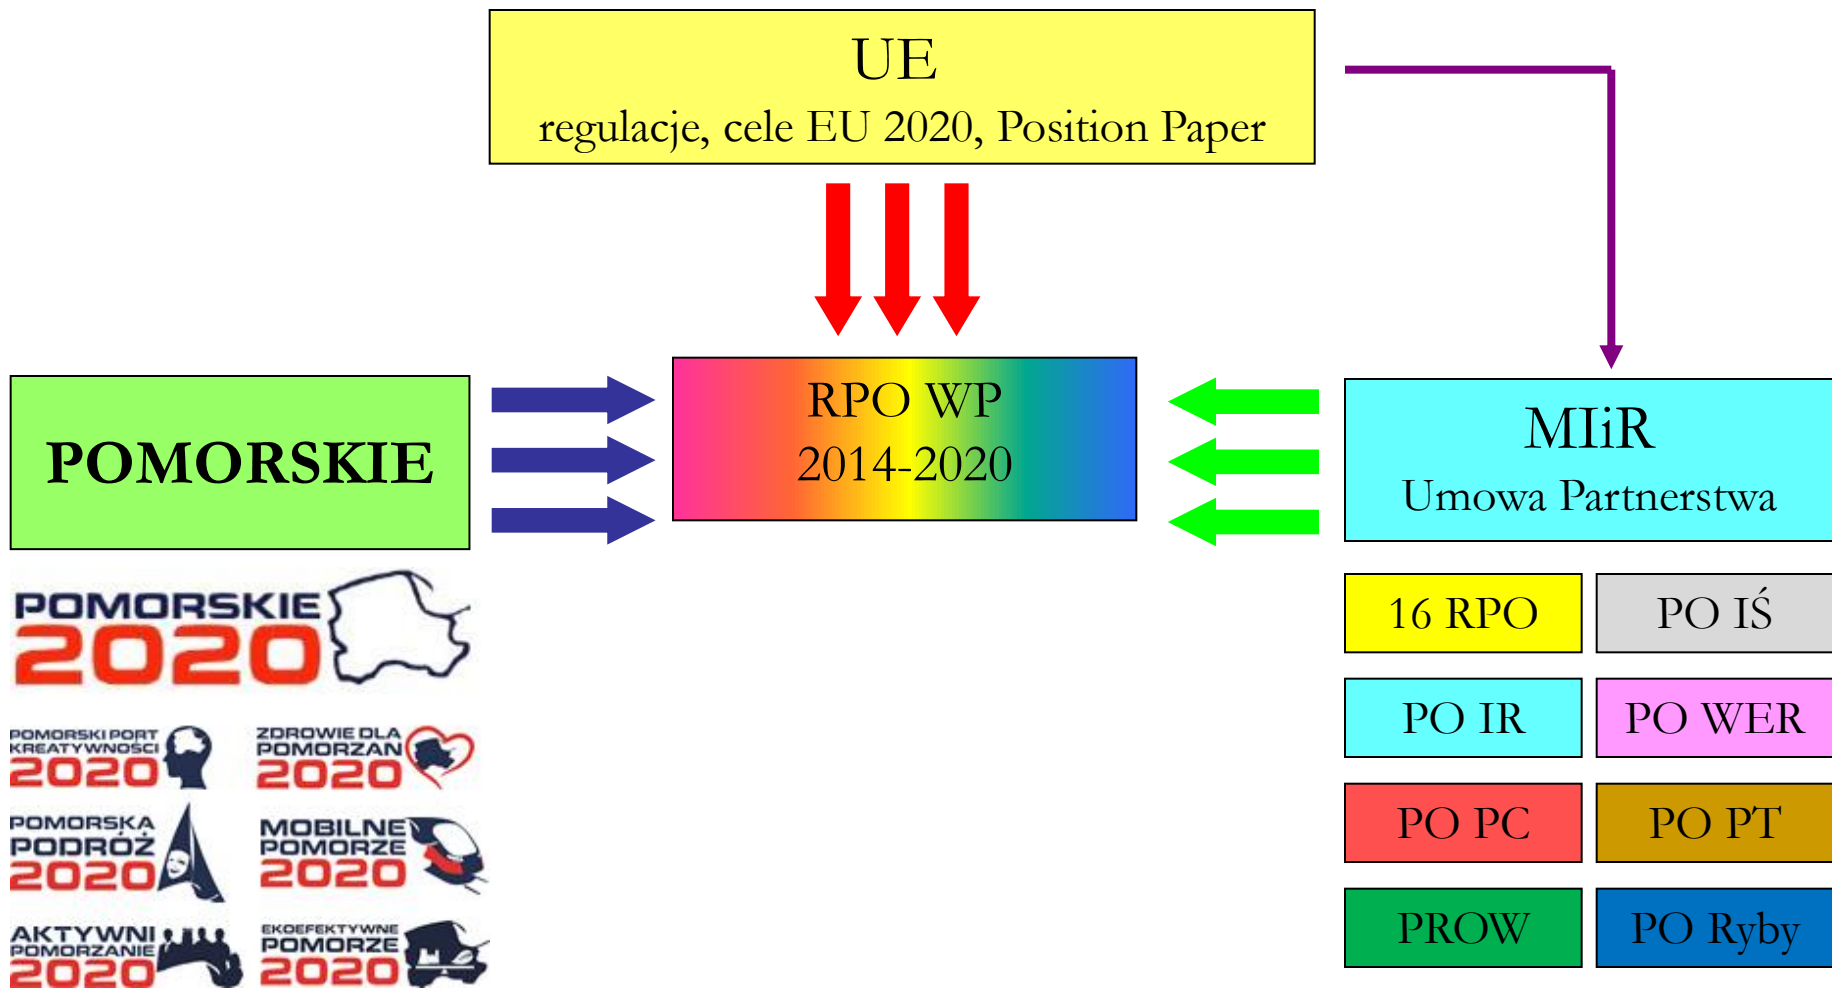 UE
regulacje, cele EU 2020, Position Paper
POMORSKIE
RPO WP
2014-2020
MIiR
Umowa Partnerstwa
POMORSKIE
2020
POMORSKI PORT
KREATYWNOŚCI
2020
ZDROWIE DLA
POMORZAN
2020
POMORSKA
PODRÓŻ
2020
MOBILNE
POMORZE
2020
AKTYWNI
POMORZANIE
2020
EKOEFEKTYWNE
POMORZE
2020
16 RPO
PO IŚ
PO IR
PO WER
PO PC
PO PT
PROW
PO Ryby